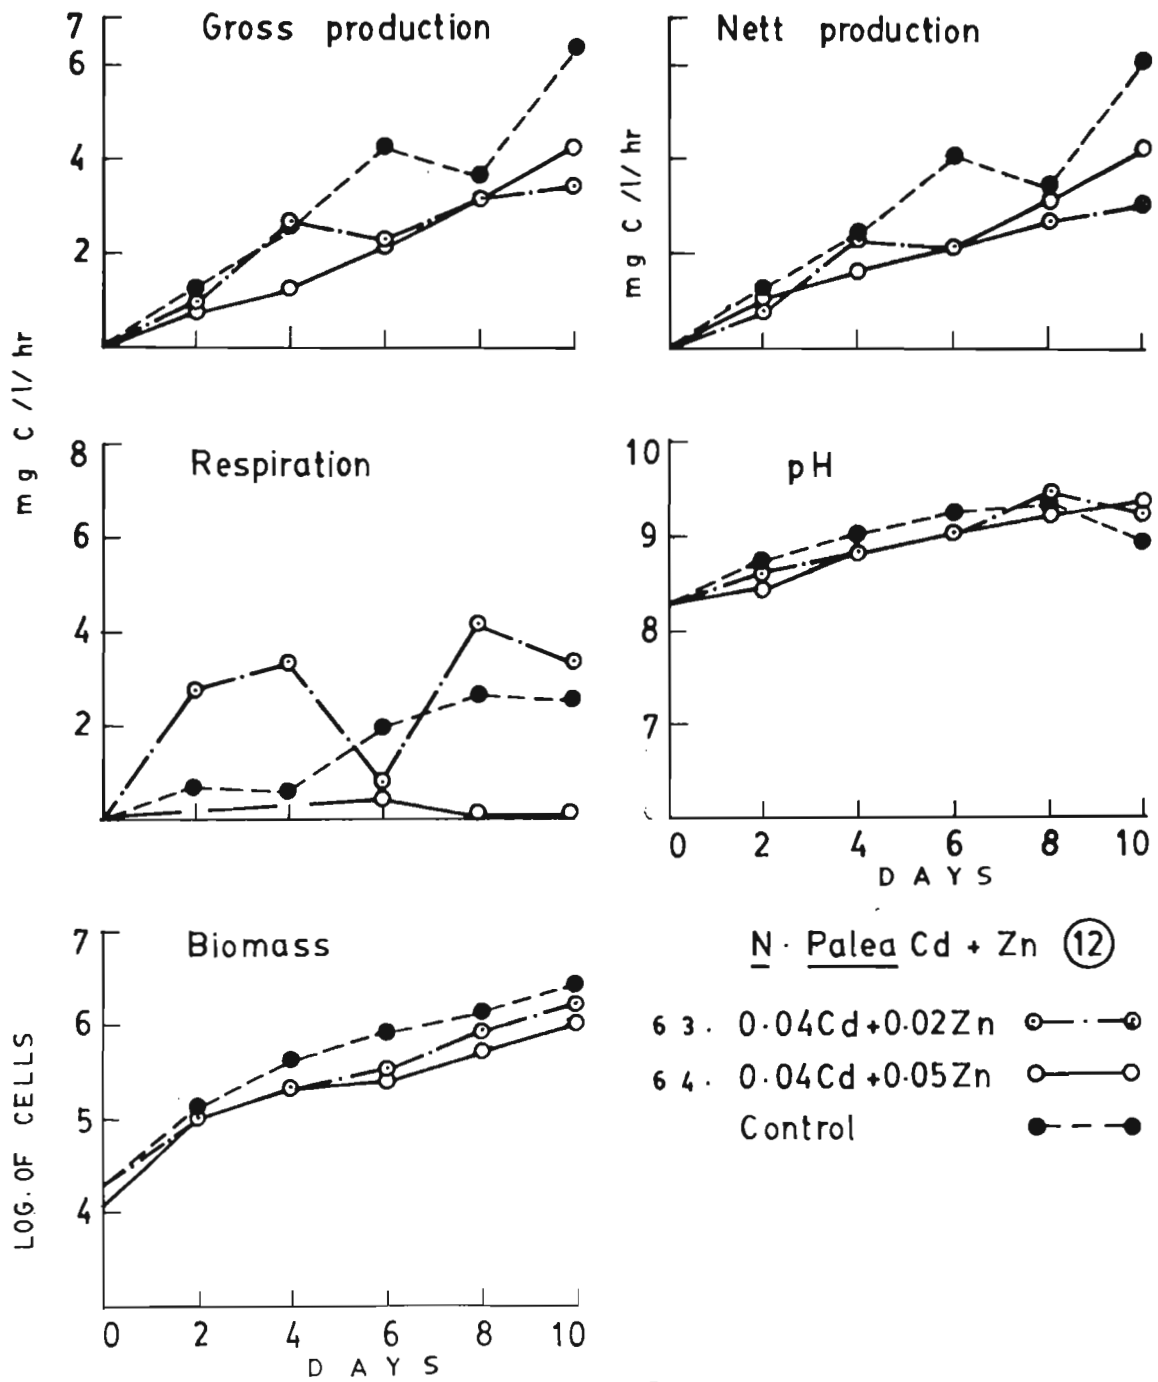 Gross production
7
6
4
2
Nett production
mg C /l/ hr
mg C /l/ hr
Respiration
8
6
4
2
pH
10
9
8
7
0 2 4 6 8 10
DAYS
Biomass
7
6
5
4
LOG. OF CELLS
0 2 4 6 8 10
DAYS
N. Palea Cd + Zn 12
63. 0.04Cd+0.02Zn
64. 0.04Cd+0.05Zn
Control